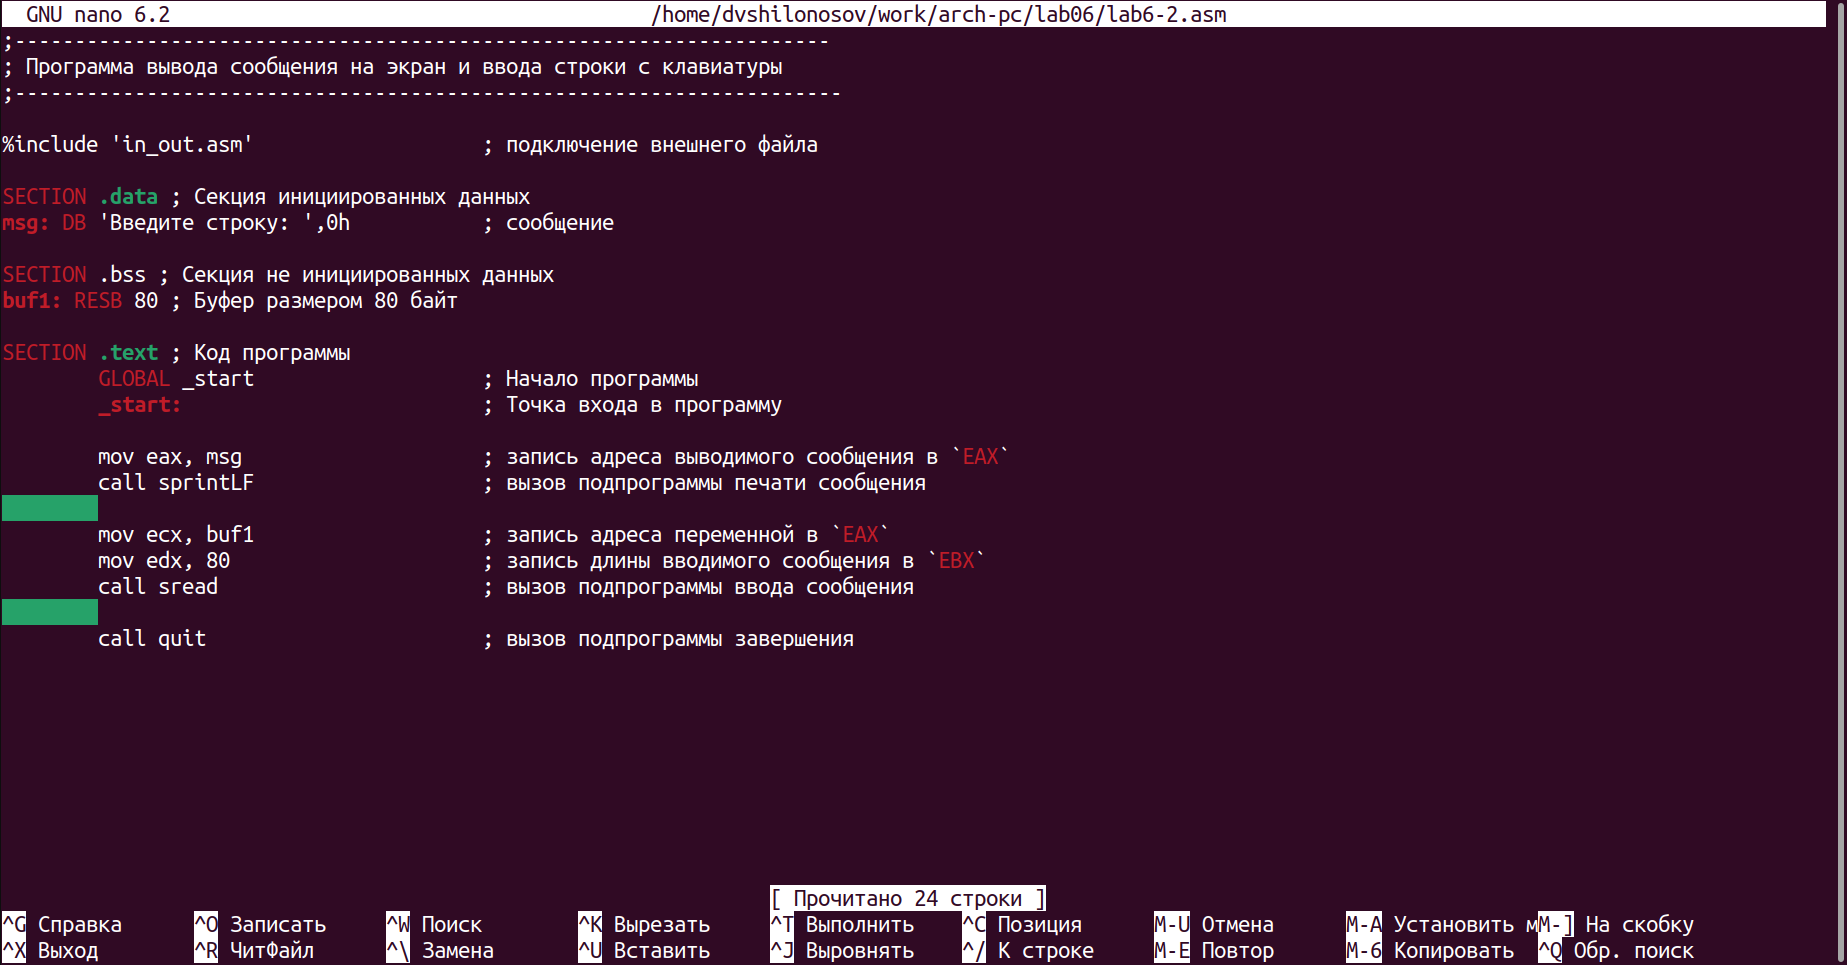 GNU nano 6.2 /home/dvshilonosov/work/arch-pc/lab06/lab6-2.asm
;--------------------------------------------------------------------
; Программа вывода сообщения на экран и ввода строки с клавиатуры
;---------------------------------------------------------------------
%include 'in_out.asm' ; подключение внешнего файла
SECTION .data ; Секция инициированных данных
msg: DB 'Введите строку: ',0h ; сообщение
SECTION .bss ; Секция не инициированных данных
buf1: RESB 80 ; Буфер размером 80 байт
SECTION .text ; Код программы
GLOBAL _start ; Начало программы
_start: ; Точка входа в программу
mov eax, msg ; запись адреса выводимого сообщения в `EAX`
call sprintLF ; вызов подпрограммы печати сообщения
mov ecx, buf1 ; запись адреса переменной в `EAX`
mov edx, 80 ; запись длины вводимого сообщения в `EBX`
call sread ; вызов подпрограммы ввода сообщения
call quit ; вызов подпрограммы завершения
[ Прочитано 24 строки ]
^G Справка ^O Записать ^W Поиск ^K Вырезать ^T Выполнить ^C Позиция M-U Отмена M-A Установить мM-] На скобку
^X Выход ^R ЧитФайл ^\ Замена ^U Вставить ^J Выровнять ^/ К строке M-E Повтор M-6 Копировать ^Q Обр. поиск